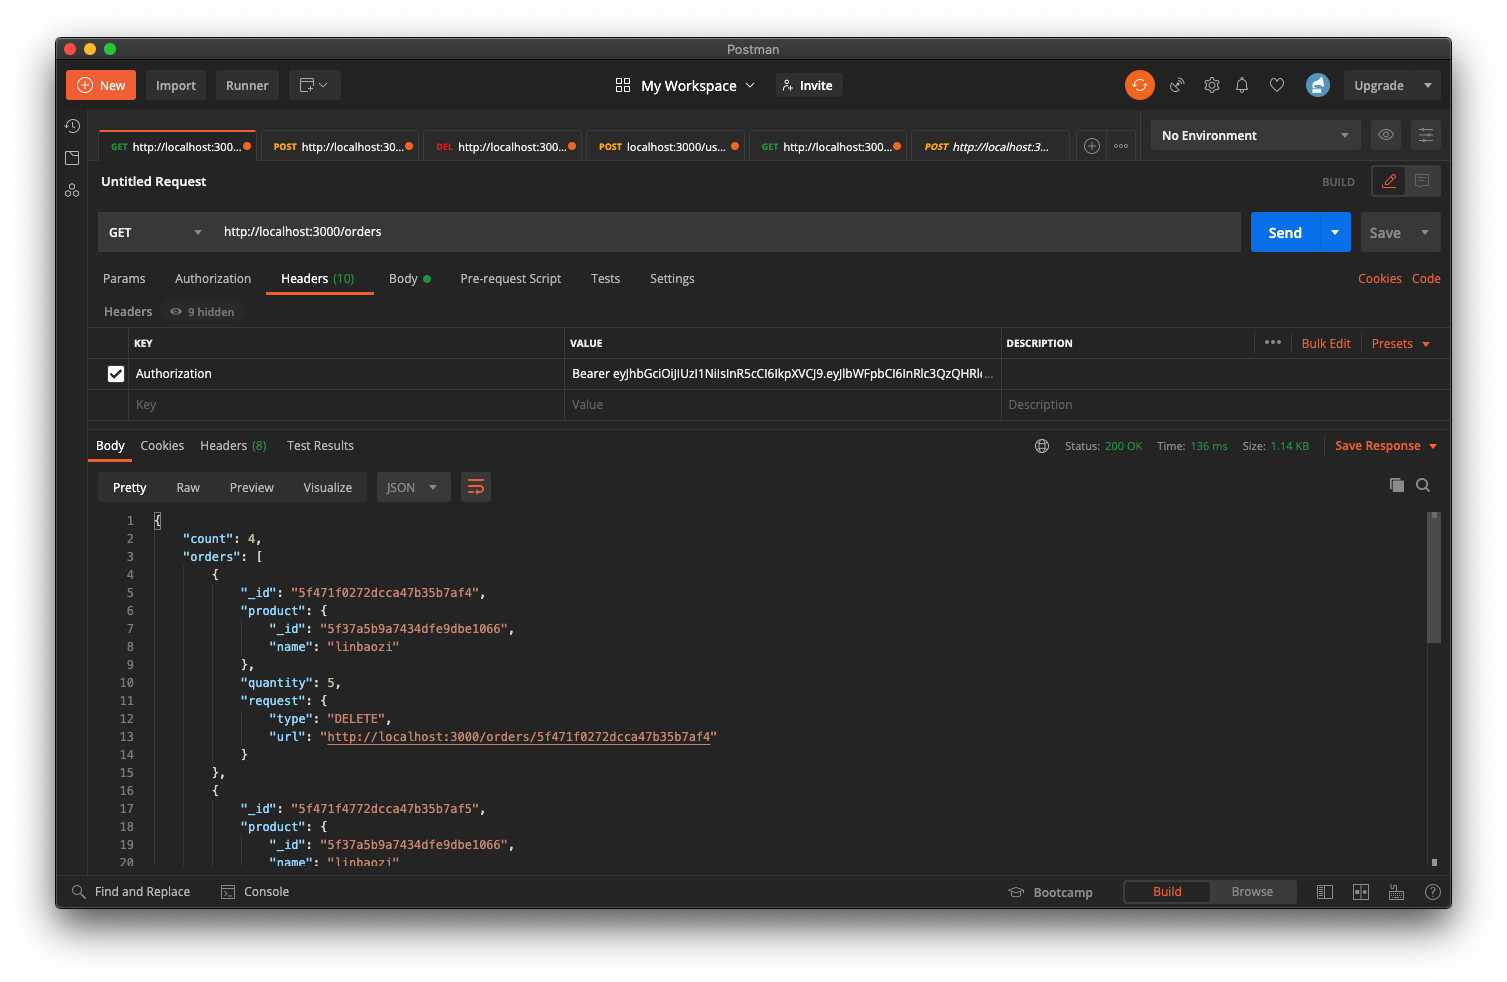 Postman
New Import Runner My Workspace Invite Upgrade
GET http://localhost:300... POST http://localhost:30... DEL http://localhost:300... POST localhost:3000/us... GET http://localhost:300... POST http://localhost:3... No Environment
Untitled Request BUILD
GET http://localhost:3000/orders Send Save
Params Authorization Headers (10) Body Pre-request Script Tests Settings Cookies Code
Headers 9 hidden
KEY VALUE DESCRIPTION Bulk Edit Presets
Authorization Bearer eyJhbGciOiJIUzI1NiIsInR5cCI6IkpXVCJ9.eyJlbWFpbCI6InRlc3QzQHRl...
Key Value Description
Body Cookies Headers (8) Test Results Status: 200 OK Time: 136 ms Size: 1.14 KB Save Response
Pretty Raw Preview Visualize JSON
1 {
2 "count": 4,
3 "orders": [
4 {
5 "_id": "5f471f0272dcca47b35b7af4",
6 "product": {
7 "_id": "5f37a5b9a7434dfe9dbe1066",
8 "name": "linbaozi"
9 },
10 "quantity": 5,
11 "request": {
12 "type": "DELETE",
13 "url": "http://localhost:3000/orders/5f471f0272dcca47b35b7af4"
14 }
15 },
16 {
17 "_id": "5f471f4772dcca47b35b7af5",
18 "product": {
19 "_id": "5f37a5b9a7434dfe9dbe1066",
20 "name": "linbaozi"
Find and Replace Console Bootcamp Build Browse